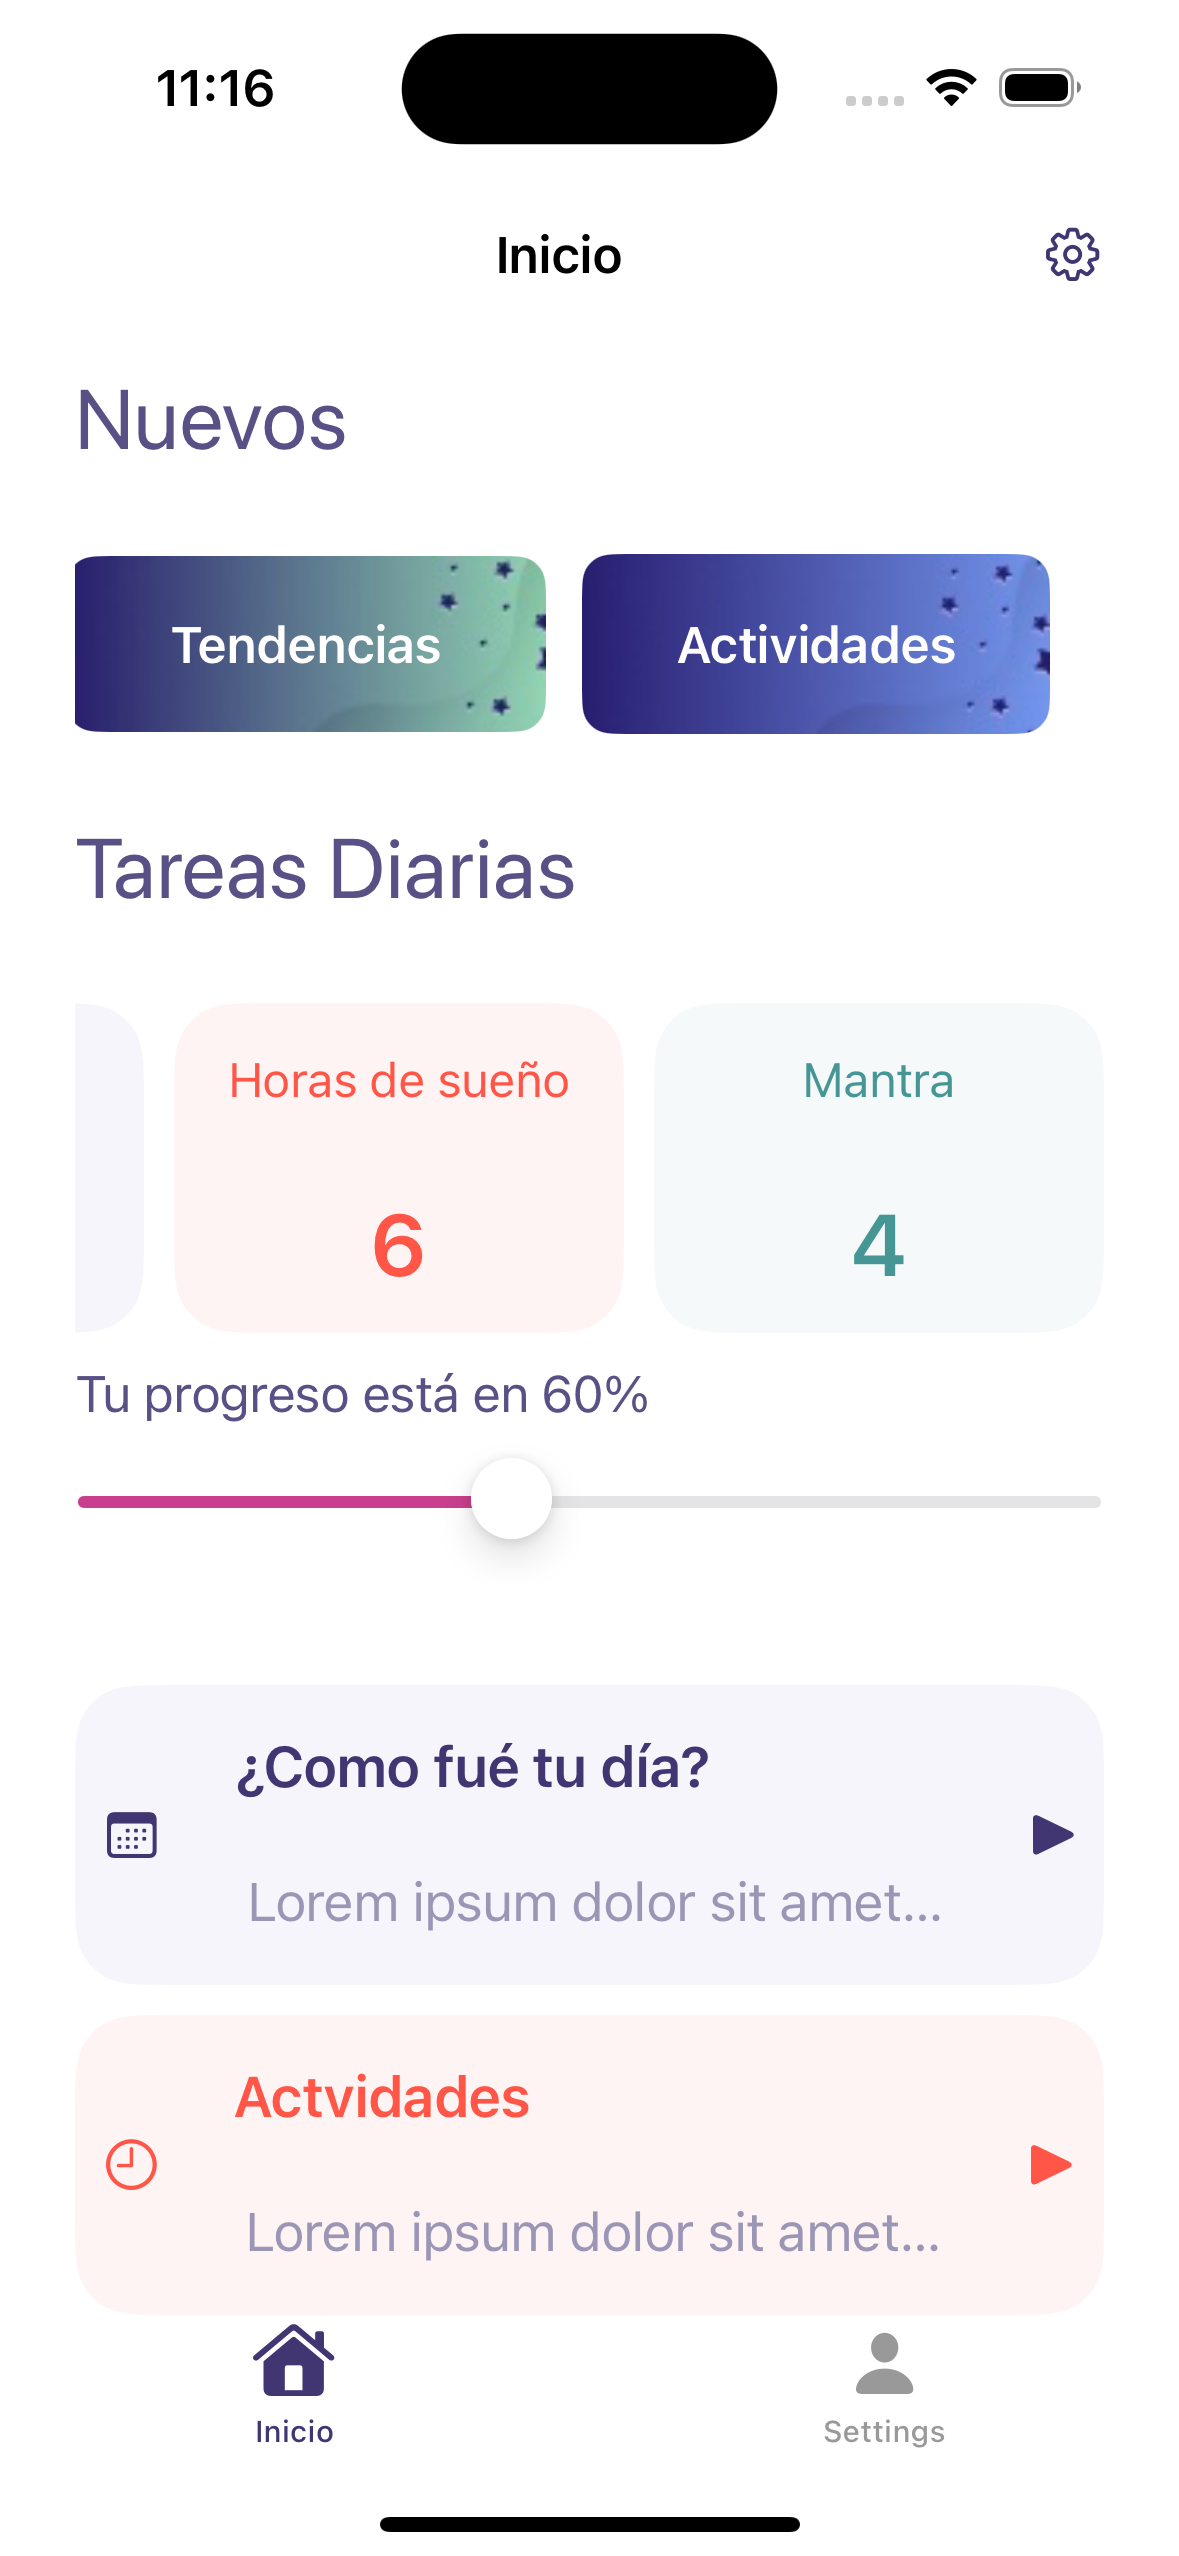 11:16
Inicio
Nuevos
Tendencias
Actividades
Tareas Diarias
Horas de sueño
Mantra
6
4
Tu progreso está en 60%
¿Como fué tu día?
Lorem ipsum dolor sit amet...
Actvidades
Lorem ipsum dolor sit amet...
Inicio
Settings